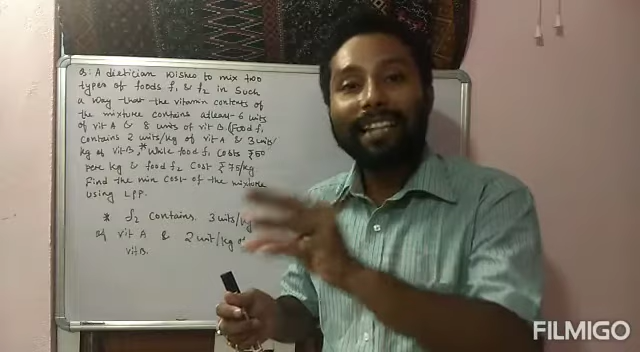 Q: A dietician wishes to mix two
types of foods f₁ & f₂ in such
a way that the vitamin contents of
the mixture contains atleast 6 units
of vit A & 8 units of vit B. (Food f₁
contains 2 units/kg of vit A & 3 unit/
kg of vit B,* while food f₁ costs ₹50
per kg & food f₂ cost ₹ 75/kg
Find the min cost of the mixture
using LPP.
* f₂ contains 3 units/kg
of vit A & 2 unit/kg of
vit B.
FILMIGO